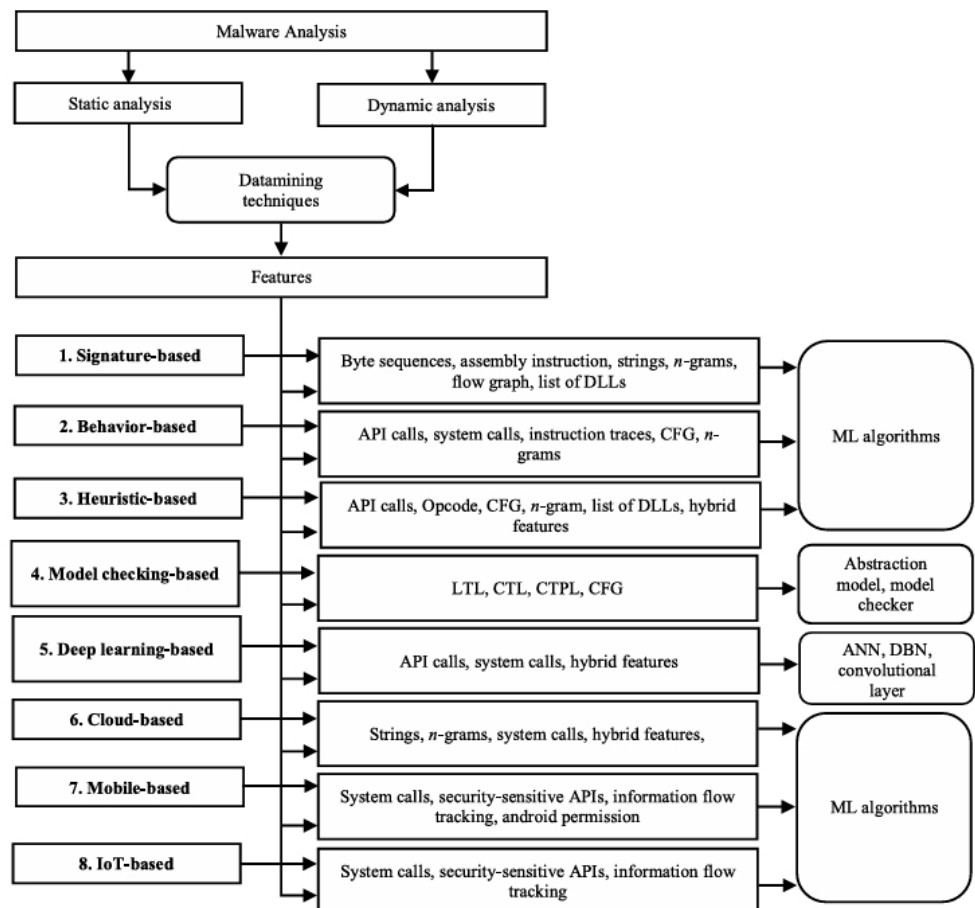 Malware Analysis
Static analysis
Dynamic analysis
Datamining
techniques
Features
1. Signature-based
Byte sequences, assembly instruction, strings, n-grams,
flow graph, list of DLLs
2. Behavior-based
API calls, system calls, instruction traces, CFG, n-
grams
ML algorithms
3. Heuristic-based
API calls, Opcode, CFG, n-gram, list of DLLs, hybrid
features
4. Model checking-based
LTL, CTL, CTPL, CFG
Abstraction
model, model
checker
5. Deep learning-based
API calls, system calls, hybrid features
ANN, DBN,
convolutional
layer
6. Cloud-based
Strings, n-grams, system calls, hybrid features,
7. Mobile-based
System calls, security-sensitive APIs, information flow
tracking, android permission
ML algorithms
8. IoT-based
System calls, security-sensitive APIs, information flow
tracking